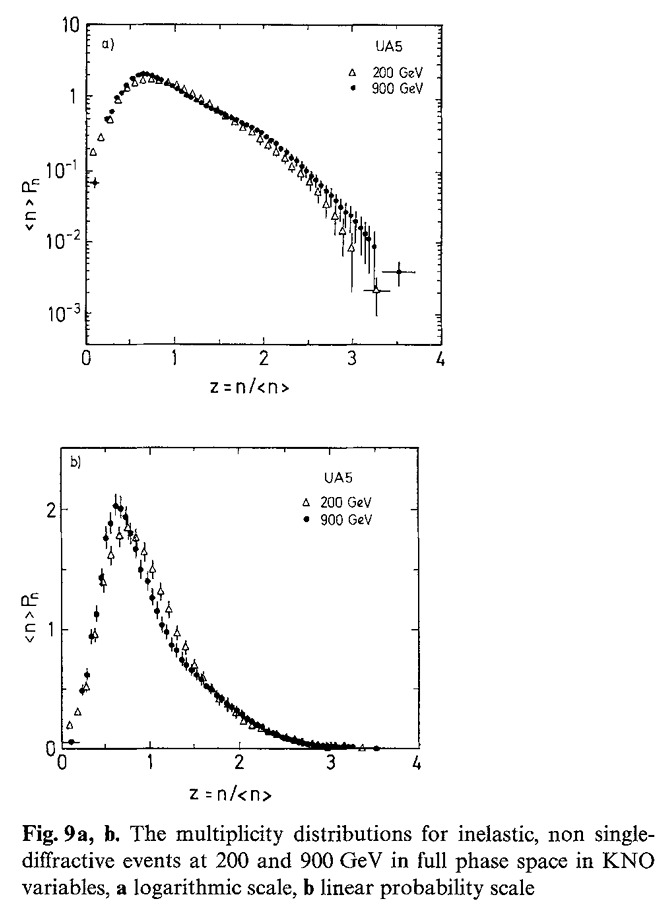 10
a)
UA5
△ 200 GeV
● 900 GeV
1
10⁻¹
10⁻²
10⁻³
<n> Pₙ
0 1 2 3 4
z = n/<n>
b)
UA5
△ 200 GeV
● 900 GeV
2
1
0
<n> Pₙ
0 1 2 3 4
z = n/<n>
Fig. 9a, b. The multiplicity distributions for inelastic, non single-
diffractive events at 200 and 900 GeV in full phase space in KNO
variables, a logarithmic scale, b linear probability scale